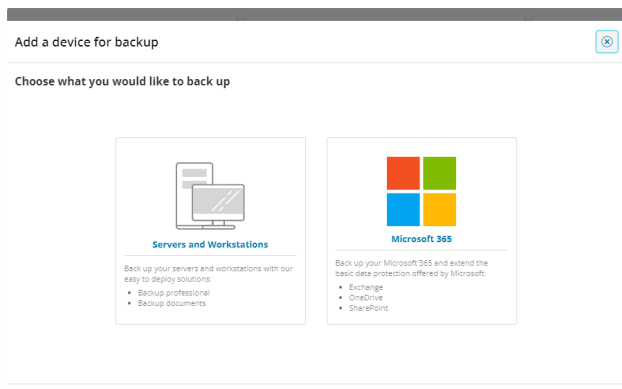 Add a device for backup
Choose what you would like to back up
Servers and Workstations
Back up your servers and workstations with our
easy to deploy solutions:
Backup professional
Backup documents
Microsoft 365
Back up your Microsoft 365 and extend the
basic data protection offered by Microsoft:
Exchange
OneDrive
SharePoint